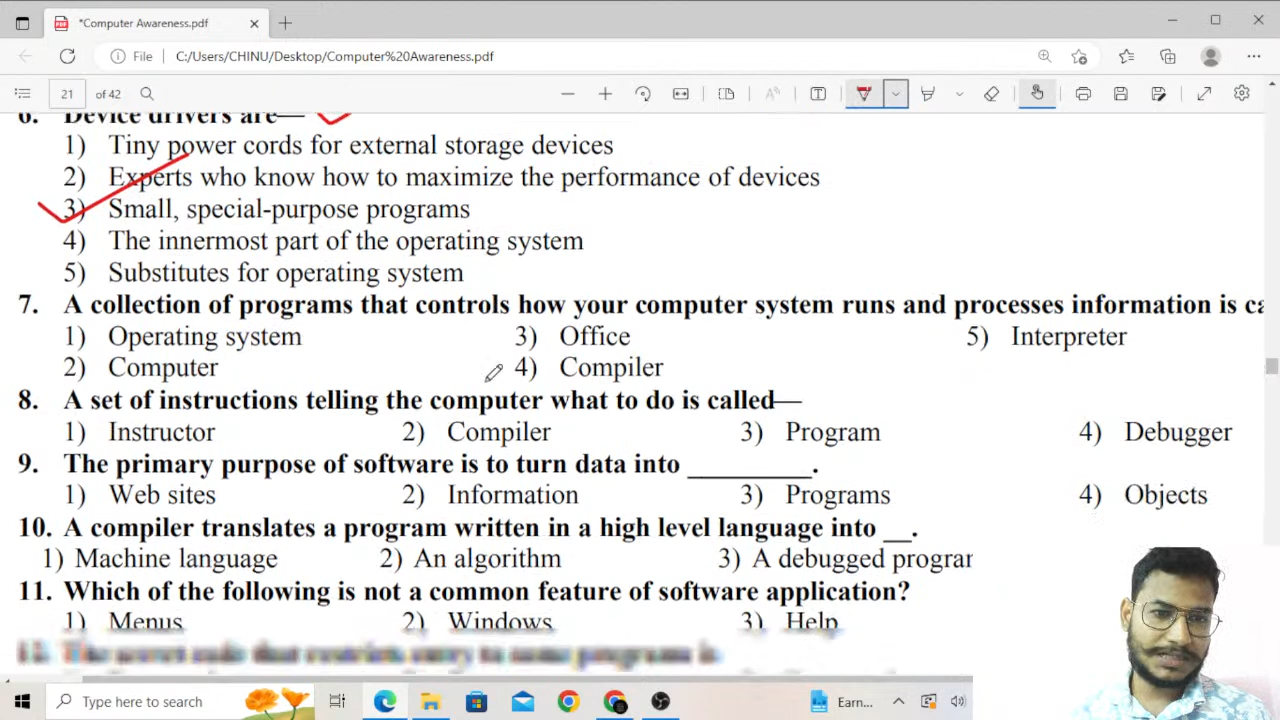 *Computer Awareness.pdf
File C:/Users/CHINU/Desktop/Computer%20Awareness.pdf
21 of 42
6. Device drivers are—
1) Tiny power cords for external storage devices
2) Experts who know how to maximize the performance of devices
3) Small, special-purpose programs
4) The innermost part of the operating system
5) Substitutes for operating system
7. A collection of programs that controls how your computer system runs and processes information is ca
1) Operating system 3) Office 5) Interpreter
2) Computer 4) Compiler
8. A set of instructions telling the computer what to do is called—
1) Instructor 2) Compiler 3) Program 4) Debugger
9. The primary purpose of software is to turn data into _________.
1) Web sites 2) Information 3) Programs 4) Objects
10. A compiler translates a program written in a high level language into __.
1) Machine language 2) An algorithm 3) A debugged program
11. Which of the following is not a common feature of software application?
1) Menus 2) Windows 3) Help
Type here to search Earn...